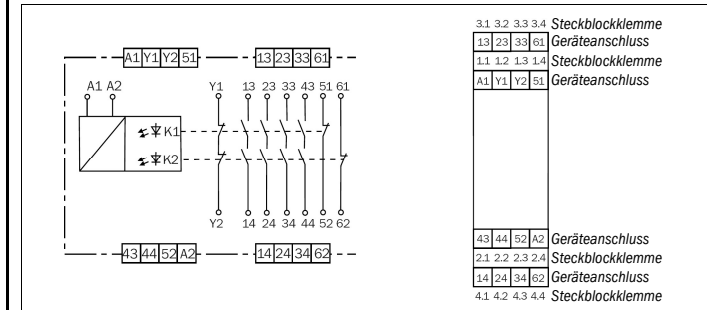 A1 Y1 Y2 51 13 23 33 61
A1 A2 Y1 13 23 33 43 51 61
K1
K2
Y2 14 24 34 44 52 62
43 44 52 A2 14 24 34 62
3.1 3.2 3.3 3.4 Steckblockklemme
13 23 33 61 Geräteanschluss
1.1 1.2 1.3 1.4 Steckblockklemme
A1 Y1 Y2 51 Geräteanschluss
43 44 52 A2 Geräteanschluss
2.1 2.2 2.3 2.4 Steckblockklemme
14 24 34 62 Geräteanschluss
4.1 4.2 4.3 4.4 Steckblockklemme